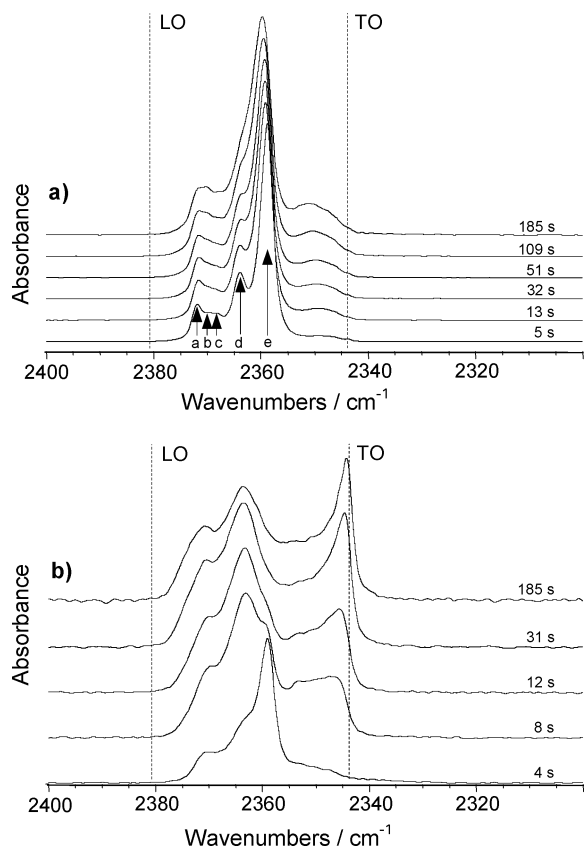 LO TO
a)
Absorbance
185 s
109 s
51 s
32 s
13 s
5 s
a b c d e
2400 2380 2360 2340 2320
Wavenumbers / cm-1
LO TO
b)
Absorbance
185 s
31 s
12 s
8 s
4 s
2400 2380 2360 2340 2320
Wavenumbers / cm-1